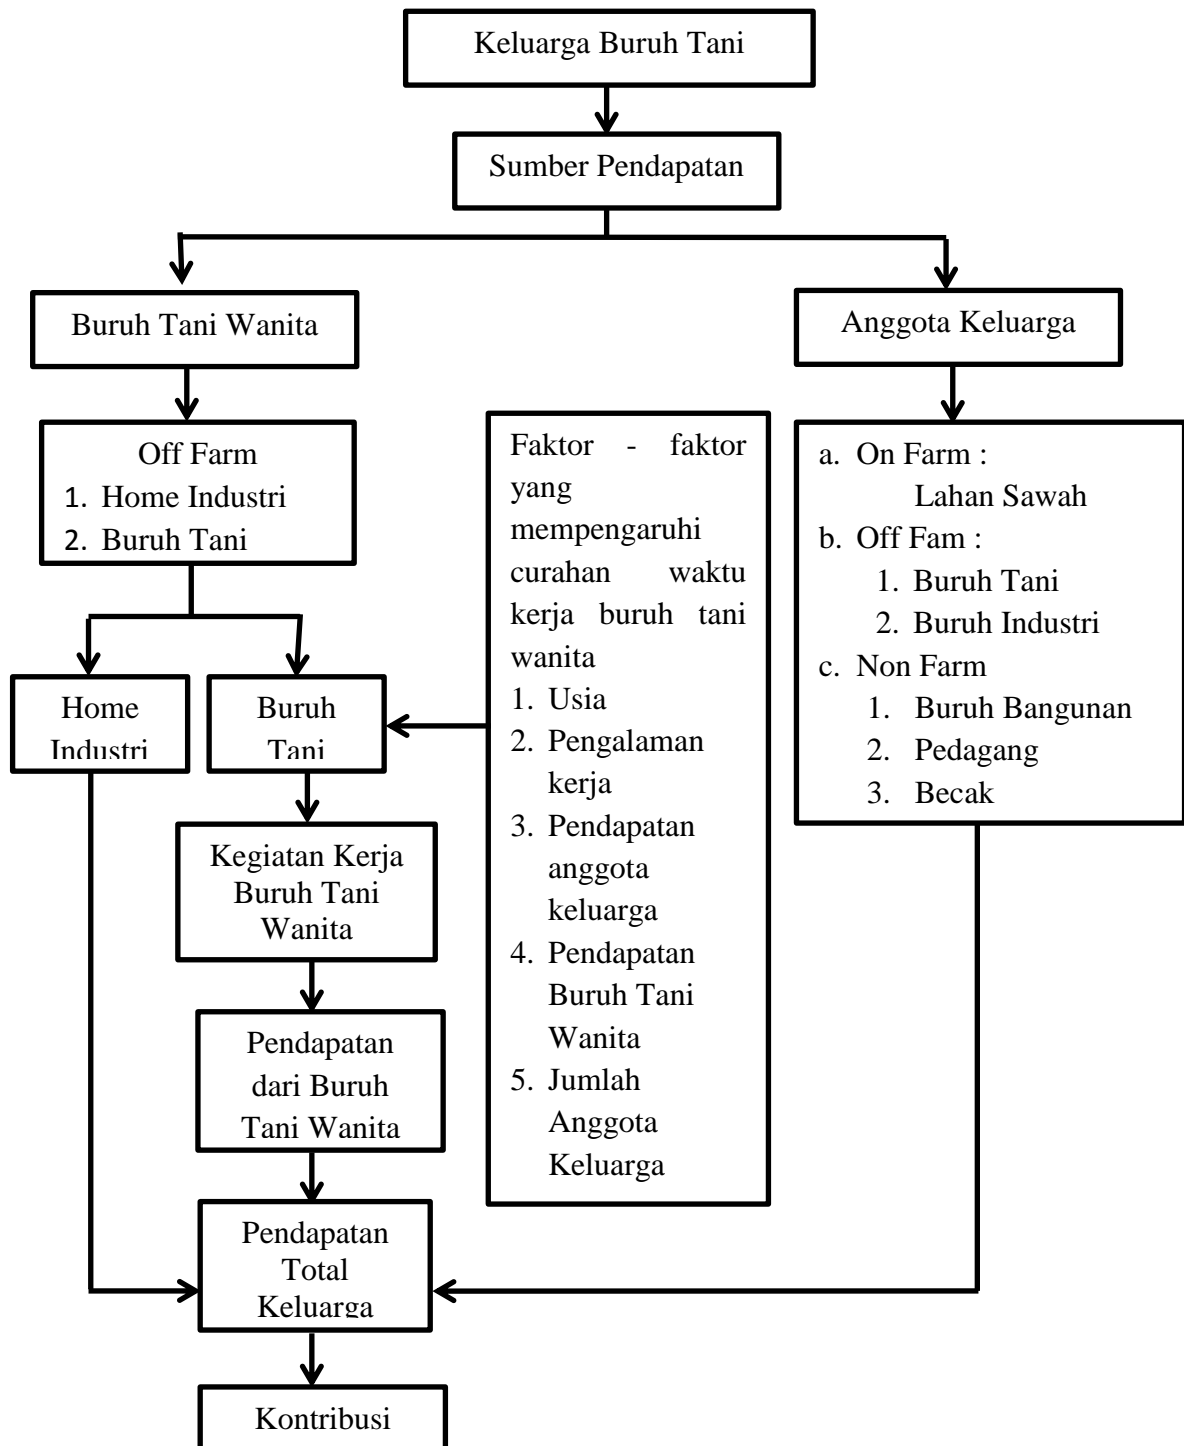 Keluarga Buruh Tani
Sumber Pendapatan
Buruh Tani Wanita
Anggota Keluarga
Off Farm
1. Home Industri
2. Buruh Tani
Home
Industri
Buruh
Tani
Kegiatan Kerja
Buruh Tani
Wanita
Pendapatan
dari Buruh
Tani Wanita
Pendapatan
Total
Keluarga
Kontribusi
Faktor - faktor
yang
mempengaruhi
curahan waktu
kerja buruh tani
wanita
1. Usia
2. Pengalaman
kerja
3. Pendapatan
anggota
keluarga
4. Pendapatan
Buruh Tani
Wanita
5. Jumlah
Anggota
Keluarga
a. On Farm :
Lahan Sawah
b. Off Fam :
1. Buruh Tani
2. Buruh Industri
c. Non Farm
1. Buruh Bangunan
2. Pedagang
3. Becak